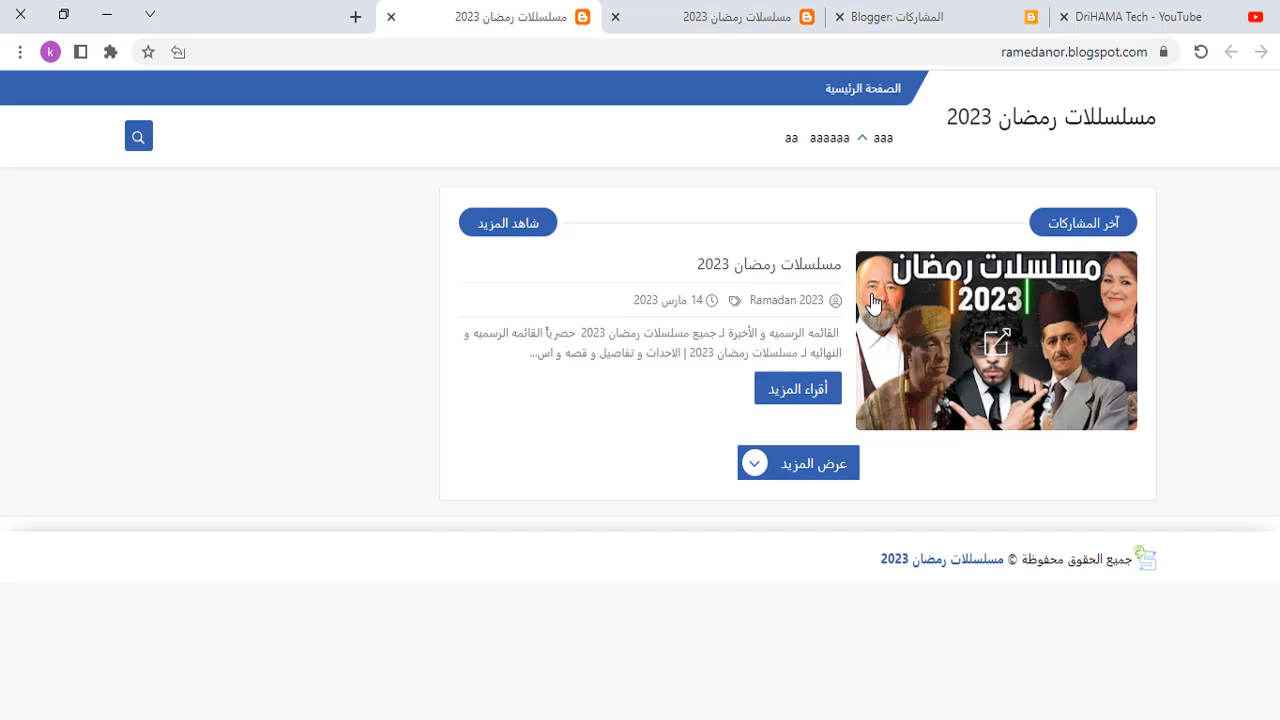 DriHAMA Tech - YouTube
Blogger: المشاركات
مسلسلات رمضان 2023
مسلسللات رمضان 2023
ramedanor.blogspot.com
k
الصفحة الرئيسية
مسلسللات رمضان 2023
aaa
aaaaaa
aa
آخر المشاركات
شاهد المزيد
مسلسلات رمضان
2023
مسلسلات رمضان 2023
Ramadan 2023
14 مارس 2023
القائمه الرسميه و الأخيرة لـ جميع مسلسلات رمضان 2023 حصرياً القائمه الرسميه و
النهائيه لـ مسلسلات رمضان 2023 | الاحداث و تفاصيل و قصه و اس...
أقراء المزيد
عرض المزيد
جميع الحقوق محفوظة © مسلسللات رمضان 2023